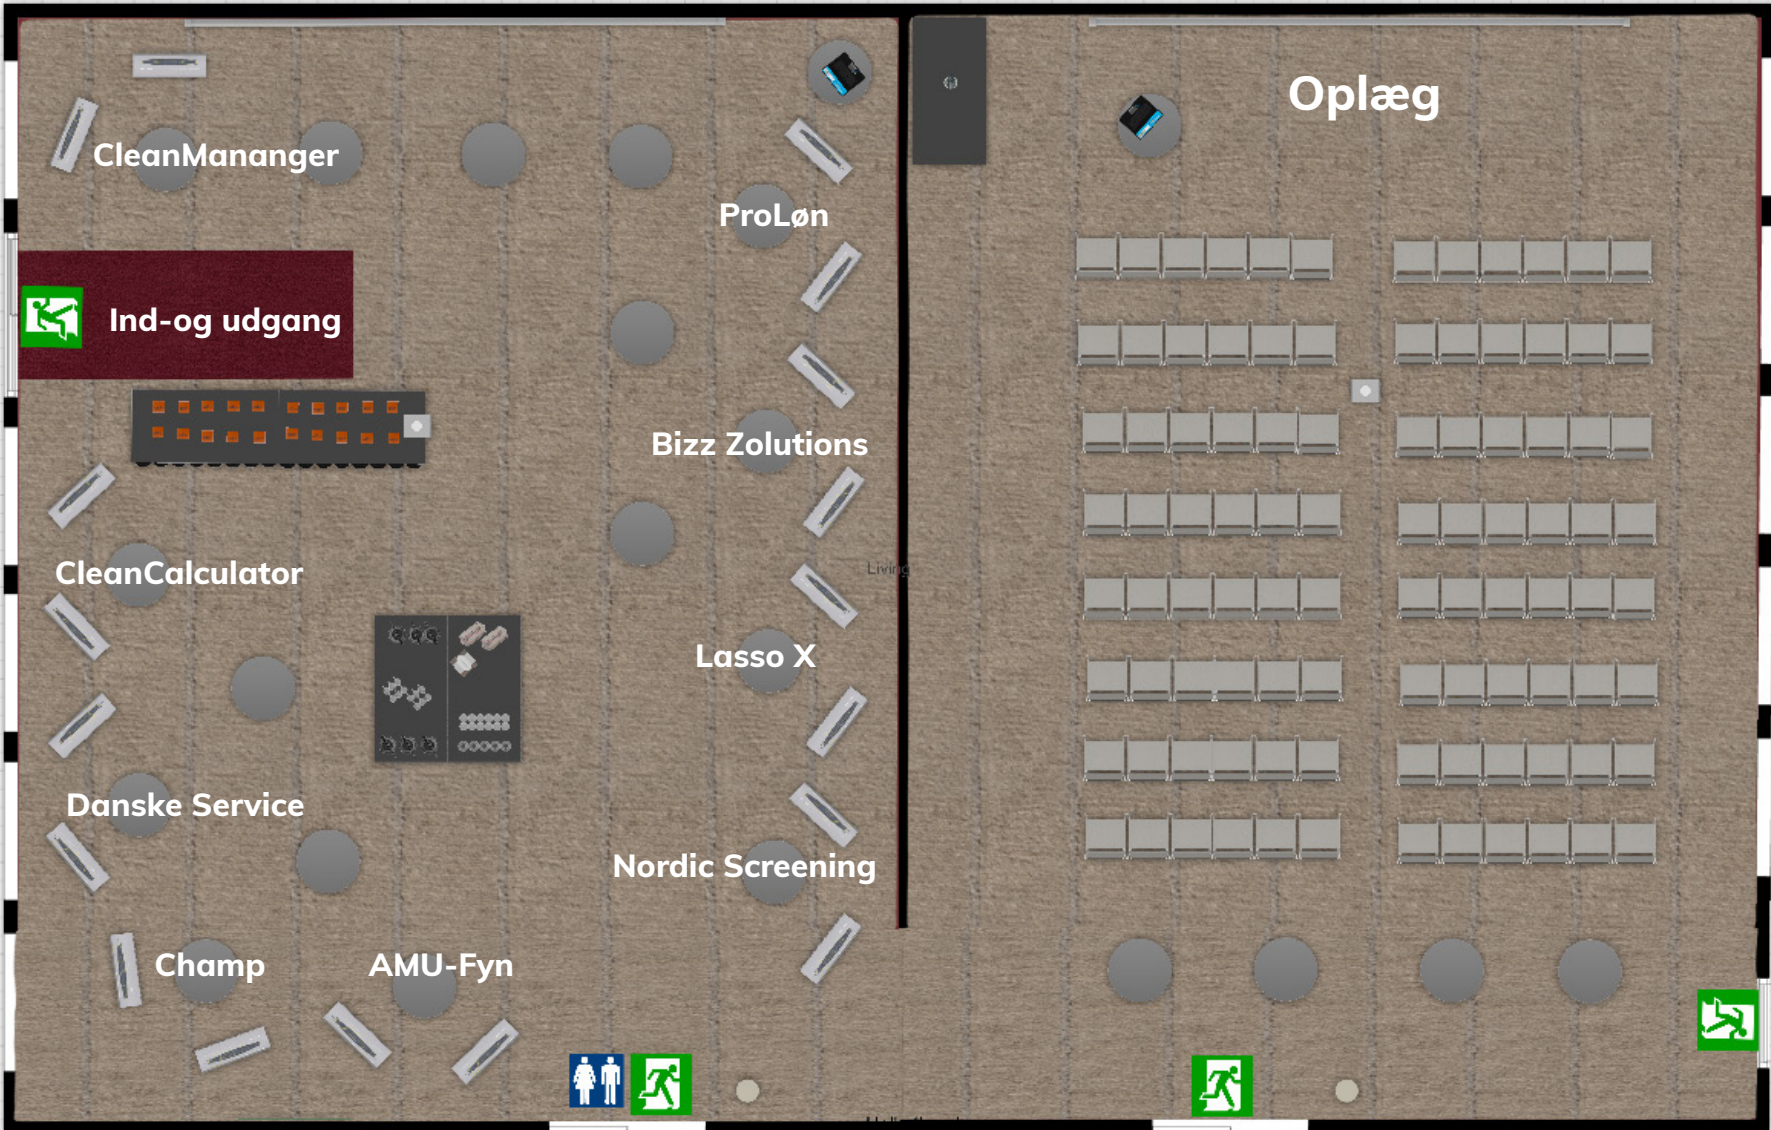 Oplæg
CleanMananger
ProLøn
Ind-og udgang
Bizz Zolutions
CleanCalculator
Living
Lasso X
Danske Service
Nordic Screening
Champ
AMU-Fyn